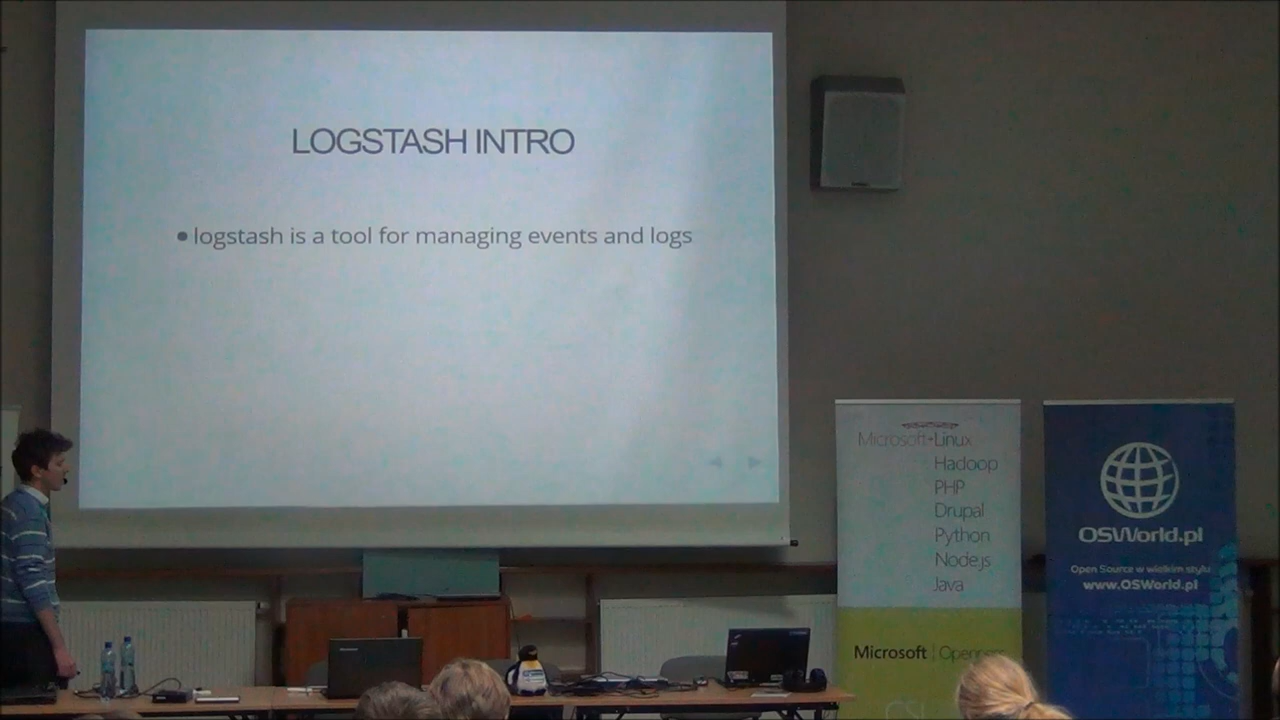 LOGSTASH INTRO
• logstash is a tool for managing events and logs
Microsoft+Linux
Hadoop
PHP
Drupal
Python
Node.js
Java
Microsoft | Openness
OSWorld.pl
Open Source w wielkim stylu
www.OSWorld.pl